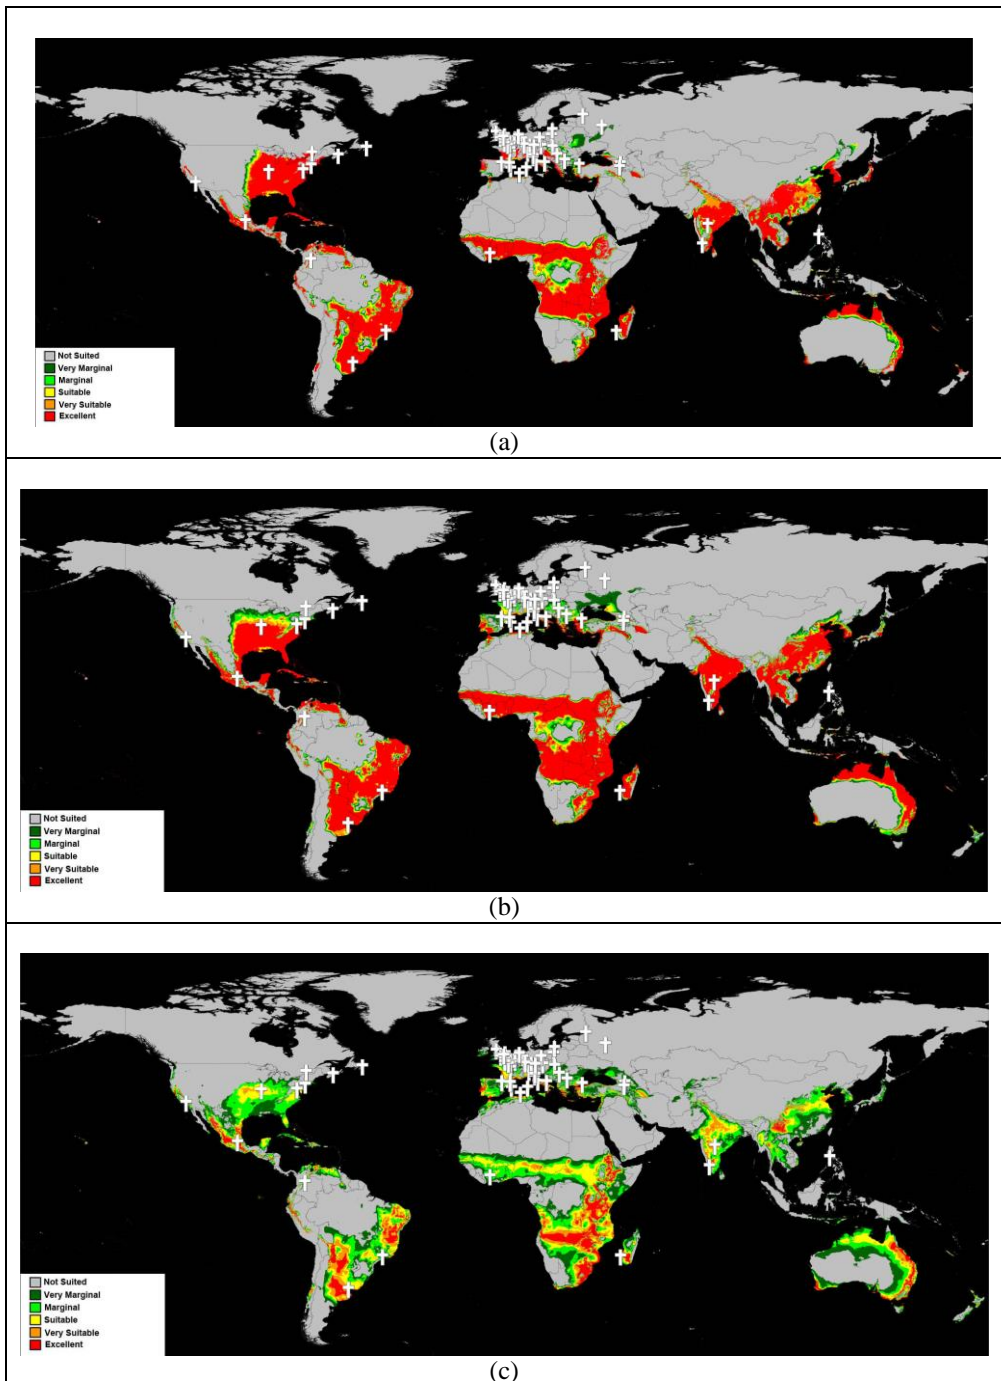 Not Suited
Very Marginal
Marginal
Suitable
Very Suitable
Excellent
(a)
Not Suited
Very Marginal
Marginal
Suitable
Very Suitable
Excellent
(b)
Not Suited
Very Marginal
Marginal
Suitable
Very Suitable
Excellent
(c)